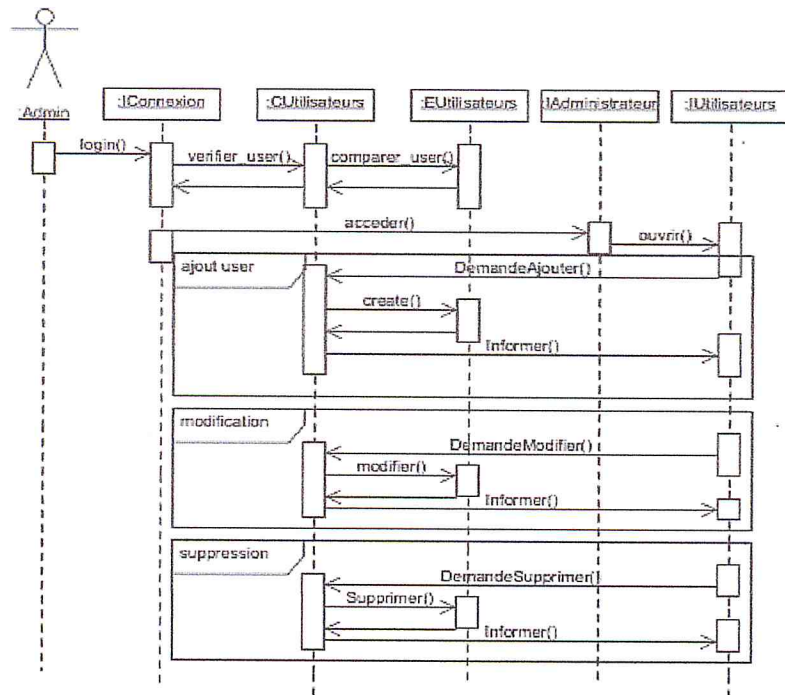 :Admin
:IConnexion
:CUtilisateurs
:EUtilisateurs
:IAdministrateur
:IUtilisateurs
login()
verifier_user()
comparer_user()
acceder()
ouvrir()
ajout user
DemandeAjouter()
create()
Informer()
modification
DemandeModifier()
modifier()
Informer()
suppression
DemandeSupprimer()
Supprimer()
Informer()